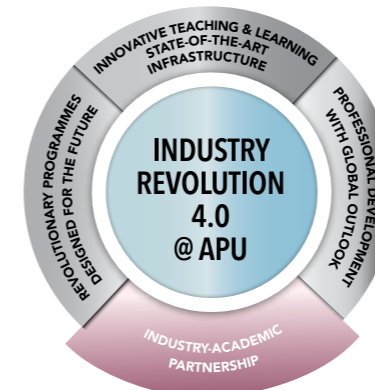 INNOVATIVE TEACHING & LEARNING
STATE-OF-THE-ART
INFRASTRUCTURE
REVOLUTIONARY PROGRAMMES
DESIGNED FOR THE FUTURE
INDUSTRY
REVOLUTION
4.0
@ APU
PROFESSIONAL DEVELOPMENT
WITH GLOBAL OUTLOOK
INDUSTRY-ACADEMIC
PARTNERSHIP